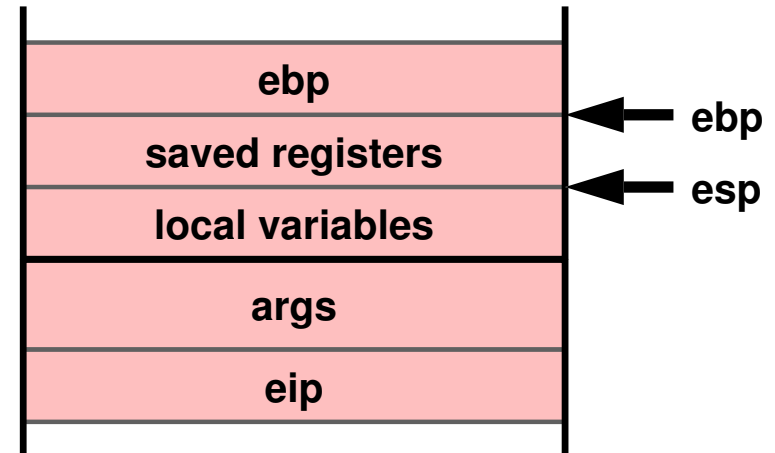 ebp
ebp
saved registers
esp
local variables
args
eip